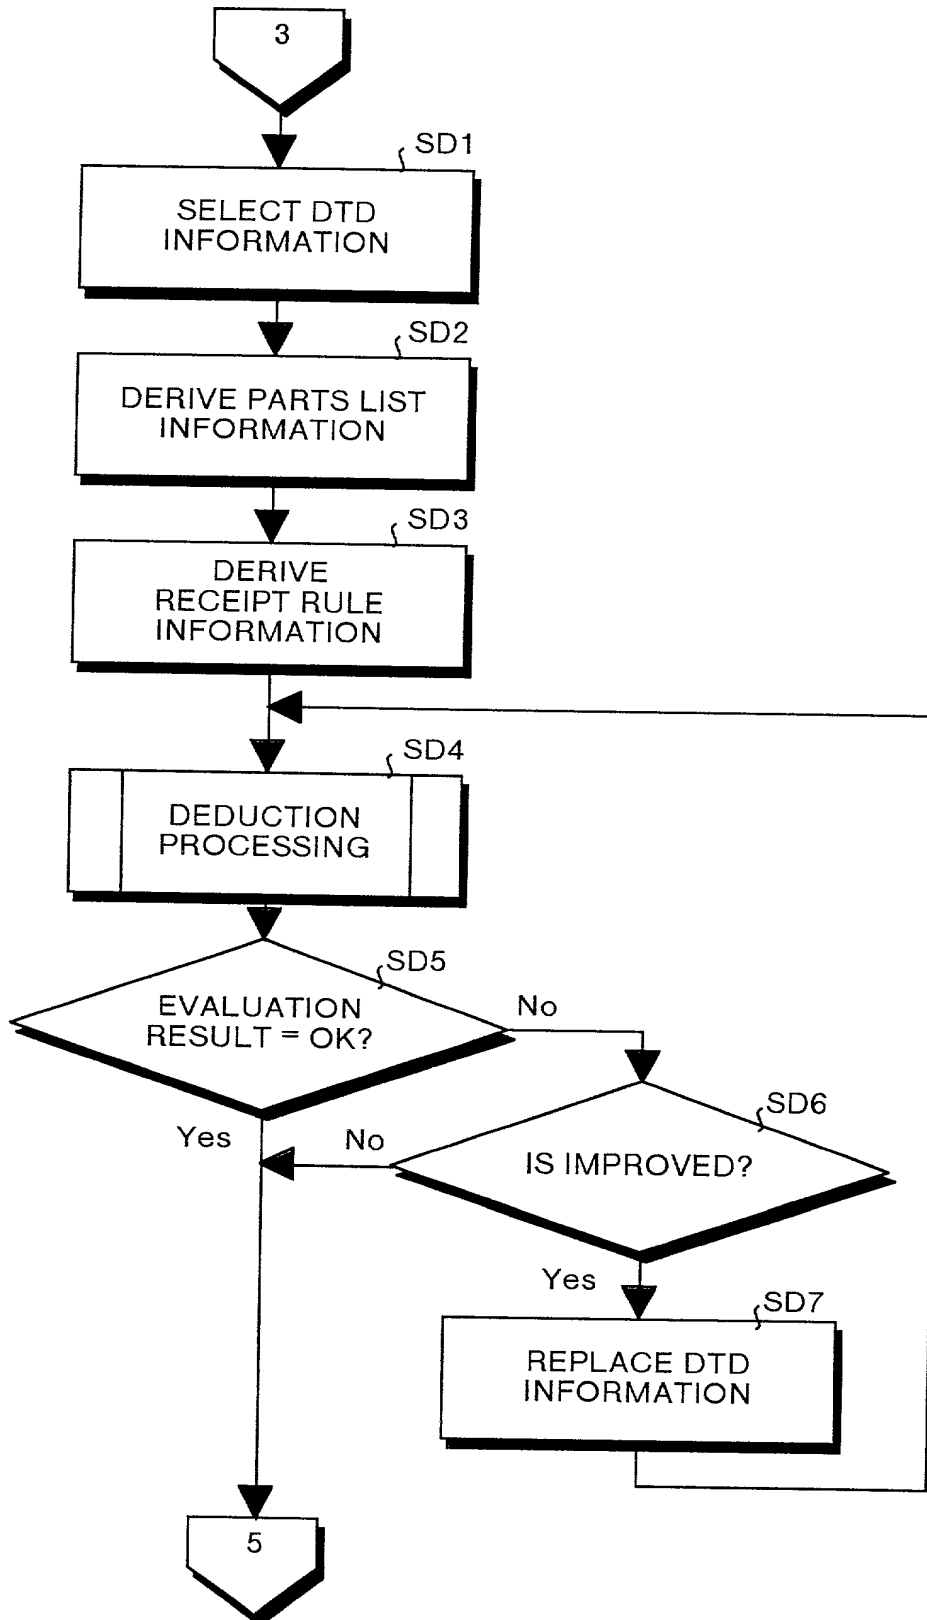 3
SD1
SELECT DTD
INFORMATION
SD2
DERIVE PARTS LIST
INFORMATION
SD3
DERIVE
RECEIPT RULE
INFORMATION
SD4
DEDUCTION
PROCESSING
SD5
EVALUATION
RESULT = OK?
No
Yes
SD6
IS IMPROVED?
No
Yes
SD7
REPLACE DTD
INFORMATION
5